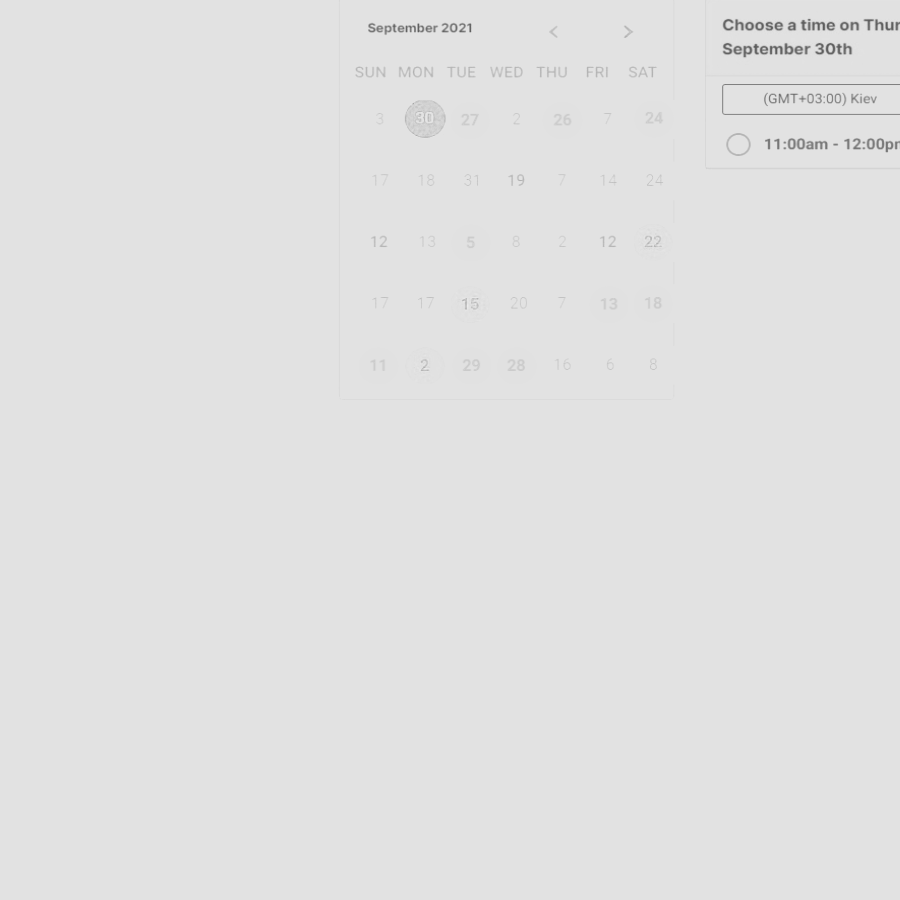 September 2021
SUN MON TUE WED THU FRI SAT
3 30 27 2 26 7 24
17 18 31 19 7 14 24
12 13 5 8 2 12 22
17 17 15 20 7 13 18
11 2 29 28 16 6 8
Choose a time on Thur
September 30th
(GMT+03:00) Kiev
11:00am - 12:00p